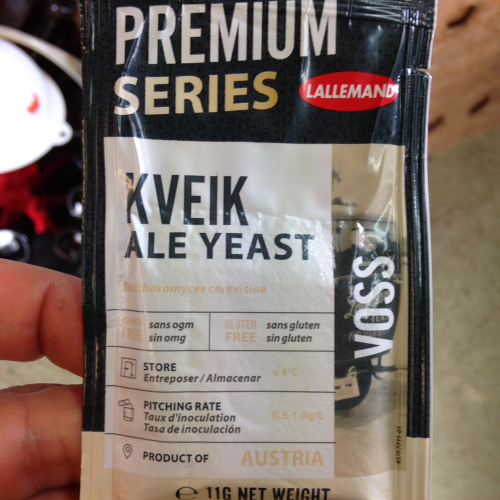 PREMIUM
SERIES
LALLEMAND
KVEIK
ALE YEAST
Saccharomyces cerevisiae
VOSS
GMO FREE
sans ogm
sin omg
GLUTEN FREE
sans gluten
sin gluten
STORE
Entreposer / Almacenar
≤ 4°C
PITCHING RATE
Taux d'inoculation
Tasa de inoculación
0.5-1.0g/L
PRODUCT OF AUSTRIA
℮ 11G NET WEIGHT